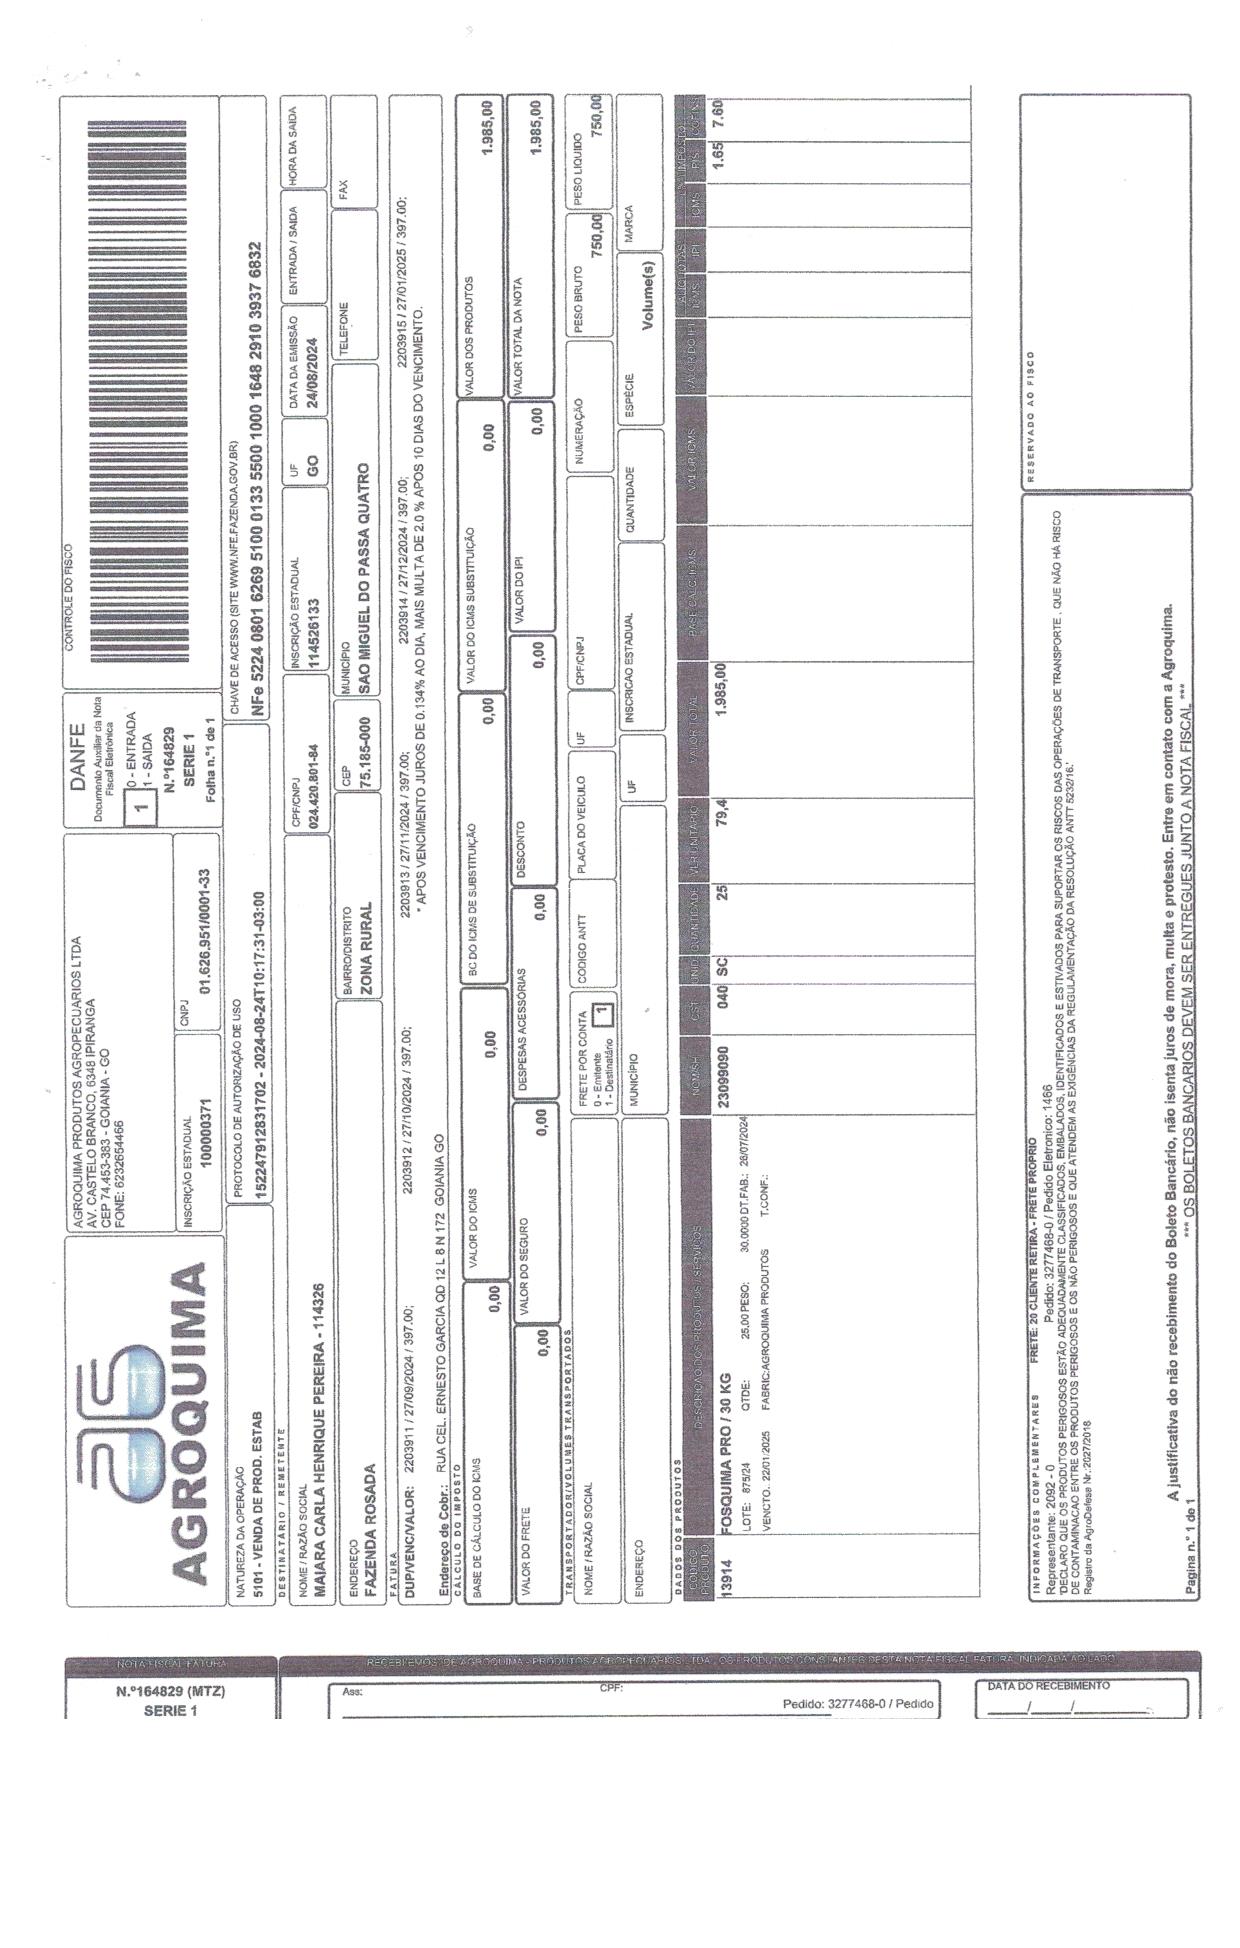 AGROQUIMA
AGROQUIMA PRODUTOS AGROPECUARIOS LTDA
AV. CASTELO BRANCO, 6348 IPIRANGA
CEP 74.453-383 - GOIANIA - GO
FONE: 6232654466
INSCRIÇÃO ESTADUAL
100000371
CNPJ
01.626.951/0001-33
DANFE
Documento Auxiliar da Nota
Fiscal Eletrônica
1
0 - ENTRADA
1 - SAIDA
N.º164829
SERIE 1
Folha n.º1 de 1
CONTROLE DO FISCO
NATUREZA DA OPERAÇÃO
5101 - VENDA DE PROD. ESTAB
PROTOCOLO DE AUTORIZAÇÃO DE USO
152247912831702 - 2024-08-24T10:17:31-03:00
CHAVE DE ACESSO (SITE WWW.NFE.FAZENDA.GOV.BR)
NFe 5224 0801 6269 5100 0133 5500 1000 1648 2910 3937 6832
DESTINATÁRIO / REMETENTE
NOME / RAZÃO SOCIAL
MAIARA CARLA HENRIQUE PEREIRA - 114326
CPF/CNPJ
024.420.801-84
INSCRIÇÃO ESTADUAL
114526133
UF
GO
DATA DA EMISSÃO
24/08/2024
ENTRADA / SAIDA
HORA DA SAIDA
ENDEREÇO
FAZENDA ROSADA
BAIRRO/DISTRITO
ZONA RURAL
CEP
75.185-000
MUNICÍPIO
SAO MIGUEL DO PASSA QUATRO
TELEFONE
FAX
FATURA
DUP/VENC/VALOR: 2203911 / 27/09/2024 / 397.00; 2203912 / 27/10/2024 / 397.00; 2203913 / 27/11/2024 / 397.00; 2203914 / 27/12/2024 / 397.00; 2203915 / 27/01/2025 / 397.00;
* APOS VENCIMENTO JUROS DE 0.134% AO DIA, MAIS MULTA DE 2.0 % APOS 10 DIAS DO VENCIMENTO.
Endereço de Cobr.: RUA CEL. ERNESTO GARCIA QD 12 L 8 N 172 GOIANIA GO
CÁLCULO DO IMPOSTO
BASE DE CÁLCULO DO ICMS
0,00
VALOR DO ICMS
0,00
BC DO ICMS DE SUBSTITUIÇÃO
0,00
VALOR DO ICMS SUBSTITUIÇÃO
0,00
VALOR DOS PRODUTOS
1.985,00
VALOR DO FRETE
0,00
VALOR DO SEGURO
0,00
DESPESAS ACESSÓRIAS
0,00
DESCONTO
0,00
VALOR DO IPI
0,00
VALOR TOTAL DA NOTA
1.985,00
TRANSPORTADOR/VOLUMES TRANSPORTADOS
NOME / RAZÃO SOCIAL
FRETE POR CONTA
0 - Emitente
1 - Destinatário
1
CODIGO ANTT
PLACA DO VEICULO
UF
CPF/CNPJ
NUMERAÇÃO
PESO BRUTO
750,00
PESO LIQUIDO
750,00
ENDEREÇO
MUNICÍPIO
UF
INSCRICAO ESTADUAL
QUANTIDADE
ESPÉCIE
Volume(s)
MARCA
DADOS DOS PRODUTOS
CÓDIGO PRODUTO DESCRIÇÃO DOS PRODUTOS / SERVIÇOS NCM/SH CST UNID QUANTIDADE VLR UNITÁRIO VALOR TOTAL BASE CALC. ICMS VALOR ICMS VALOR DO IPI ALIQUOTAS ICMS IPI ICMS PIS COFINS
13914 FOSQUIMA PRO / 30 KG 23099090 040 SC 25 79,4 1.985,00 1.65 7.60
LOTE: 875/24 QTDE: 25.00 PESO: 30.0000 DT.FAB.: 26/07/2024
VENCTO. 22/01/2025 FABRIC:AGROQUIMA PRODUTOS T.CONF.:
INFORMAÇÕES COMPLEMENTARES FRETE: 20 CLIENTE RETIRA - FRETE PROPRIO
Representante: 2092 - 0 Pedido: 3277468-0 / Pedido Eletronico: 1466
DECLARO QUE OS PRODUTOS PERIGOSOS ESTÃO ADEQUADAMENTE CLASSIFICADOS, EMBALADOS, IDENTIFICADOS E ESTIVADOS PARA SUPORTAR OS RISCOS DAS OPERAÇÕES DE TRANSPORTE , QUE NÃO HÁ RISCO
DE CONTAMINACAO ENTRE OS PRODUTOS PERIGOSOS E OS NÃO PERIGOSOS E QUE ATENDEM AS EXIGÊNCIAS DA REGULAMENTAÇÃO DA RESOLUÇÃO ANTT 5232/16.'
Registro da AgroDefesa Nr.:2027/2018
RESERVADO AO FISCO
A justificativa do não recebimento do Boleto Bancário, não isenta juros de mora, multa e protesto. Entre em contato com a Agroquima.
Pagina n.º 1 de 1 *** OS BOLETOS BANCARIOS DEVEM SER ENTREGUES JUNTO A NOTA FISCAL ***
NOTA FISCAL FATURA
N.º164829 (MTZ)
SERIE 1
RECEBEMOS DE AGROQUIMA - PRODUTOS AGROPECUÁRIOS LTDA., OS PRODUTOS CONSTANTES DESTA NOTA FISCAL FATURA, INDICADA AO LADO
Ass: CPF:
Pedido: 3277468-0 / Pedido
DATA DO RECEBIMENTO
____/____/____